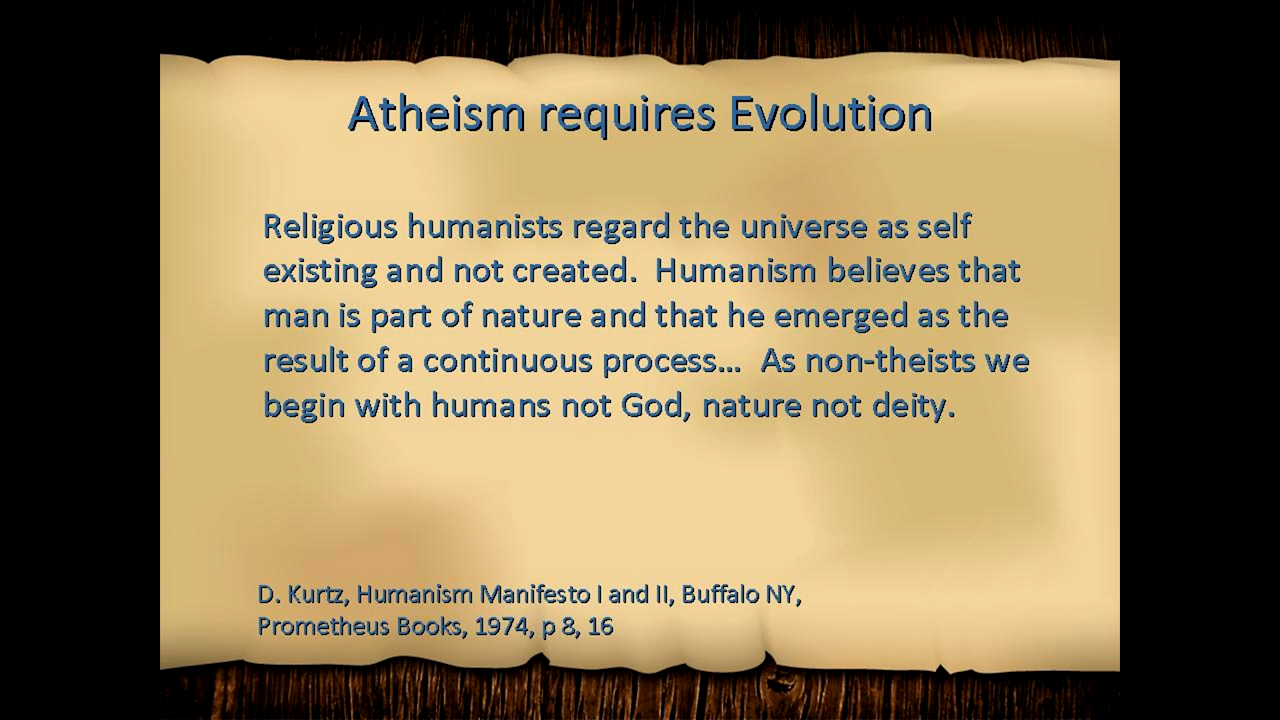 Atheism requires Evolution
Religious humanists regard the universe as self
existing and not created.  Humanism believes that
man is part of nature and that he emerged as the
result of a continuous process...  As non-theists we
begin with humans not God, nature not deity.
D. Kurtz, Humanism Manifesto I and II, Buffalo NY,
Prometheus Books, 1974, p 8, 16